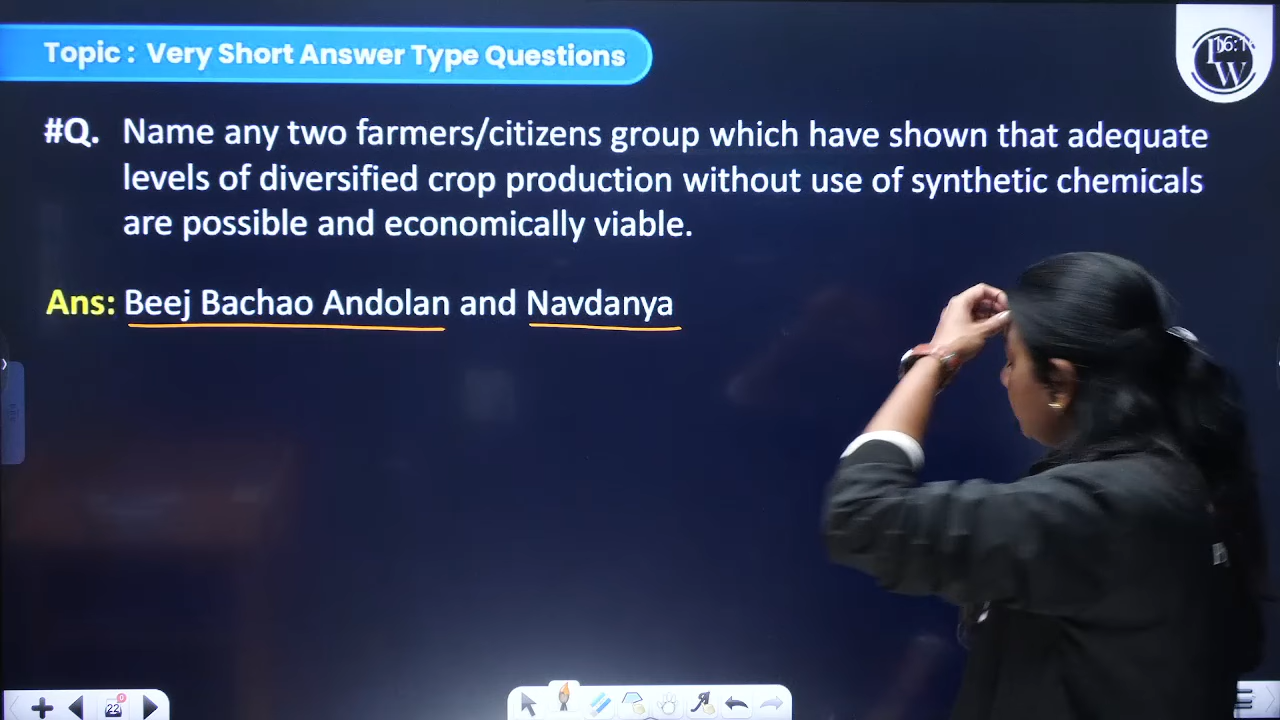 Topic : Very Short Answer Type Questions
#Q. Name any two farmers/citizens group which have shown that adequate
levels of diversified crop production without use of synthetic chemicals
are possible and economically viable.
Ans: Beej Bachao Andolan and Navdanya
22